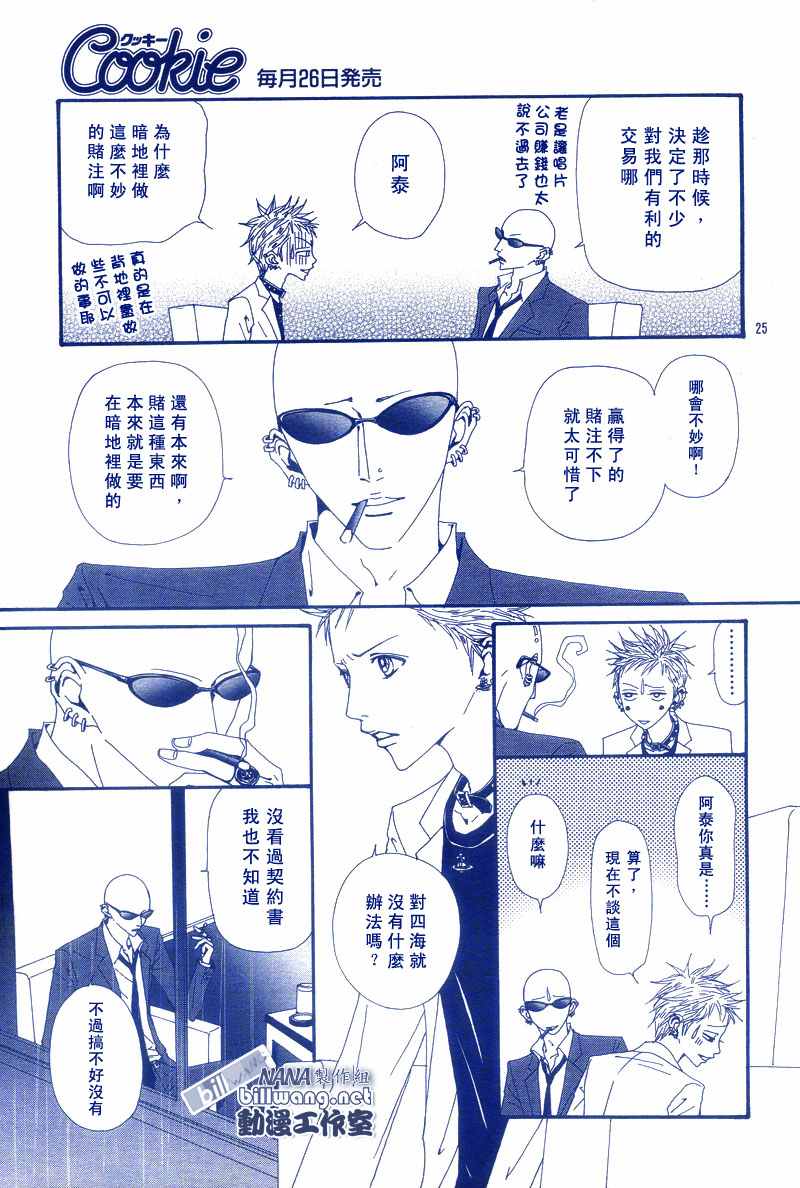 クッキー
Cookie
毎月26日発売
趁那時候，
決定了不少
對我們有利的
交易哪
老是讓唱片
公司賺錢也太
說不過去了
阿泰
為什麼
暗地裡做
這麼不妙
的賭注啊
真的是在
背地裡盡做
些不可以
做的事耶
25
哪會不妙啊！
贏得了的
賭注不下
就太可惜了
還有本來啊，
賭這種東西
本來就是要
在暗地裡做的
………
阿泰你真是……
算了，
現在不談這個
什麼嘛
對四海就
沒有什麼
辦法嗎？
沒看過契約書
我也不知道
不過搞不好沒有
billwang
NANA製作組
billwang.net
動漫工作室